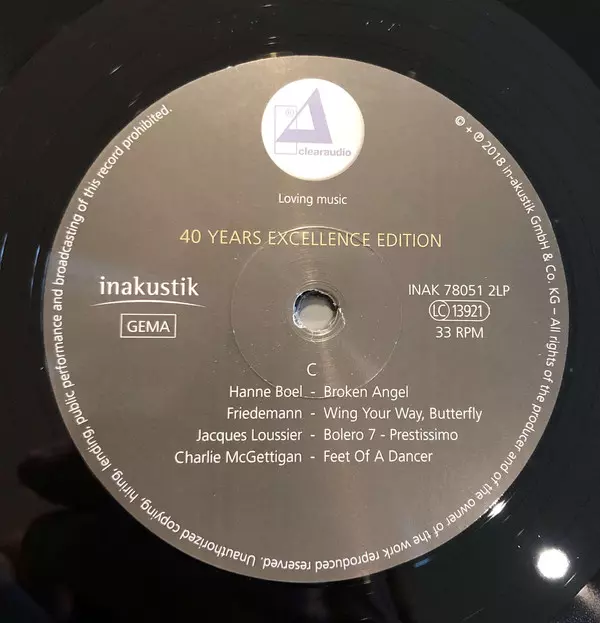 40
clearaudio
Loving music
40 YEARS EXCELLENCE EDITION
inakustik
GEMA
INAK 78051 2LP
LC 13921
33 RPM
C
Hanne Boel - Broken Angel
Friedemann - Wing Your Way, Butterfly
Jacques Loussier - Bolero 7 - Prestissimo
Charlie McGettigan - Feet Of A Dancer
© + ℗ 2018 in-akustik GmbH & Co. KG – All rights of the producer and of the owner of the work reproduced reserved. Unauthorized copying, hiring, lending, public performance and broadcasting of this record prohibited.